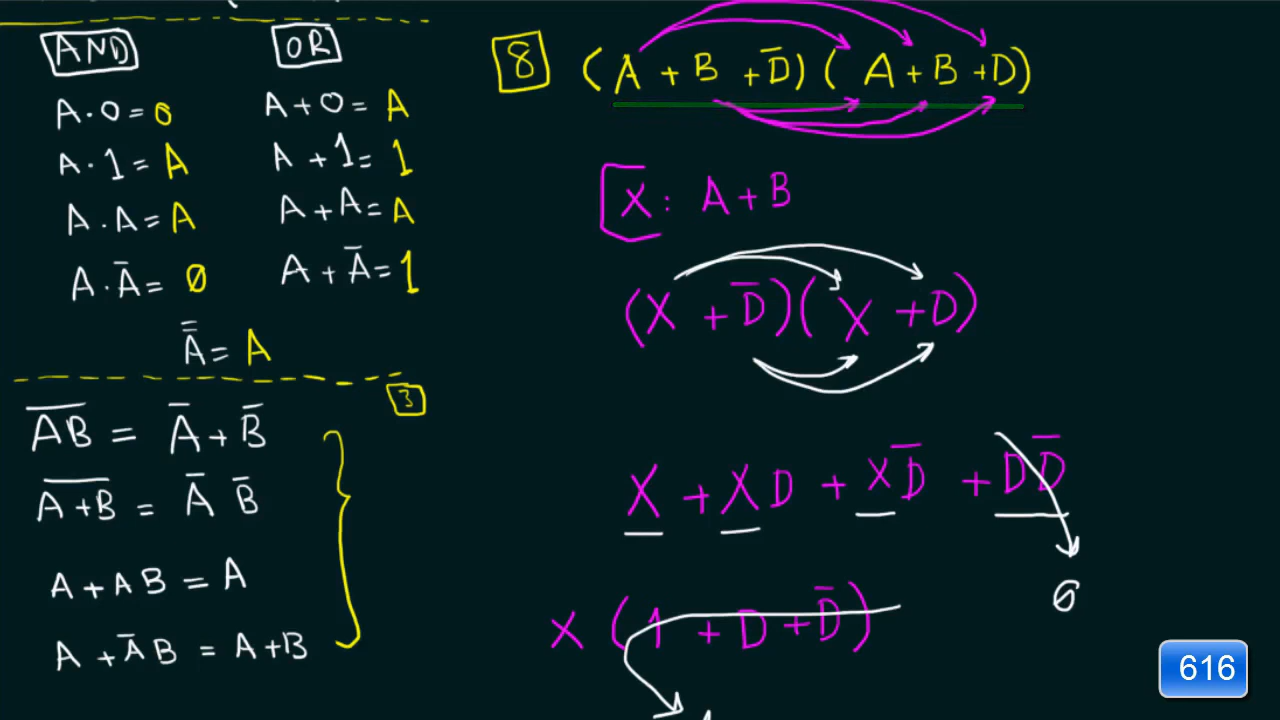 AND
OR
A·0=0
A+0=A
A·1=A
A+1=1
A·A=A
A+A=A
A·Ā=0
A+Ā=1
A̿=A
3
A̅B̅ = Ā+B̅
A̅+̅B̅ = Ā B̅
A+AB=A
A+ĀB=A+B
8 (A+B+D̅)(A+B+D)
X: A+B
(X+D̅)(X+D)
X+XD+XD̅+DD̅
0
X(1+D+D̅)
616